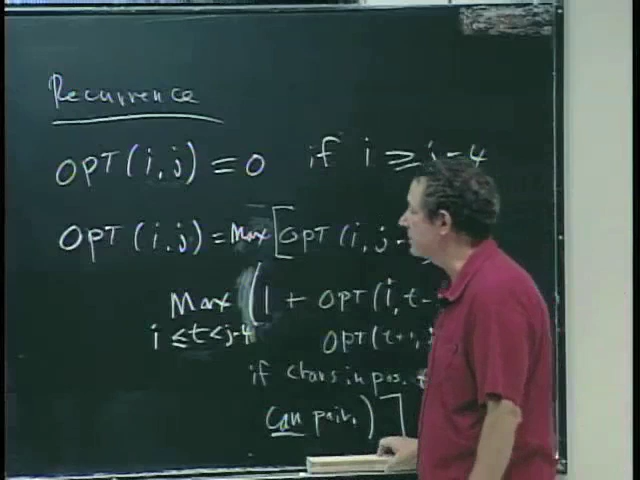 Recurrence
OPT(i,j) = 0 if i ≥ j-4
OPT(i,j) = Max [OPT(i,j-
Max (1 + OPT(i,t-
i ≤ t < j-4 OPT(t+1,
if chars in pos. t
can pair)]